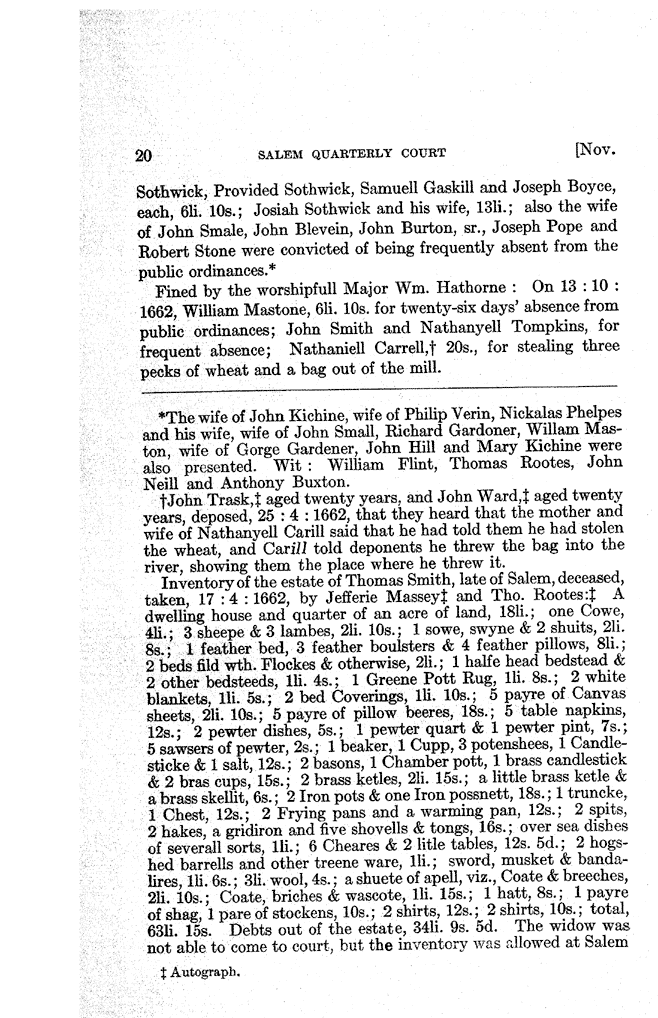 20 SALEM QUARTERLY COURT [Nov.
Sothwick, Provided Sothwick, Samuell Gaskill and Joseph Boyce,
each, 6li. 10s.; Josiah Sothwick and his wife, 13li.; also the wife
of John Smale, John Blevein, John Burton, sr., Joseph Pope and
Robert Stone were convicted of being frequently absent from the
public ordinances.*
Fined by the worshipfull Major Wm. Hathorne : On 13 : 10 :
1662, William Mastone, 6li. 10s. for twenty-six days' absence from
public ordinances; John Smith and Nathanyell Tompkins, for
frequent absence; Nathaniell Carrell,† 20s., for stealing three
pecks of wheat and a bag out of the mill.
*The wife of John Kichine, wife of Philip Verin, Nickalas Phelpes
and his wife, wife of John Small, Richard Gardoner, Willam Mas-
ton, wife of Gorge Gardener, John Hill and Mary Kichine were
also presented. Wit : William Flint, Thomas Rootes, John
Neill and Anthony Buxton.
†John Trask,‡ aged twenty years, and John Ward,‡ aged twenty
years, deposed, 25 : 4 : 1662, that they heard that the mother and
wife of Nathanyell Carill said that he had told them he had stolen
the wheat, and Carill told deponents he threw the bag into the
river, showing them the place where he threw it.
Inventory of the estate of Thomas Smith, late of Salem, deceased,
taken, 17 : 4 : 1662, by Jefferie Massey‡ and Tho. Rootes:‡ A
dwelling house and quarter of an acre of land, 18li.; one Cowe,
4li.; 3 sheepe & 3 lambes, 2li. 10s.; 1 sowe, swyne & 2 shuits, 2li.
8s.; 1 feather bed, 3 feather boulsters & 4 feather pillows, 8li.;
2 beds fild wth. Flockes & otherwise, 2li.; 1 halfe head bedstead &
2 other bedsteeds, 1li. 4s.; 1 Greene Pott Rug, 1li. 8s.; 2 white
blankets, 1li. 5s.; 2 bed Coverings, 1li. 10s.; 5 payre of Canvas
sheets, 2li. 10s.; 5 payre of pillow beeres, 18s.; 5 table napkins,
12s.; 2 pewter dishes, 5s.; 1 pewter quart & 1 pewter pint, 7s.;
5 sawsers of pewter, 2s.; 1 beaker, 1 Cupp, 3 potenshees, 1 Candle-
sticke & 1 salt, 12s.; 2 basons, 1 Chamber pott, 1 brass candlestick
& 2 bras cups, 15s.; 2 brass ketles, 2li. 15s.; a little brass ketle &
a brass skellit, 6s.; 2 Iron pots & one Iron possnett, 18s.; 1 truncke,
1 Chest, 12s.; 2 Frying pans and a warming pan, 12s.; 2 spits,
2 hakes, a gridiron and five shovells & tongs, 16s.; over sea dishes
of severall sorts, 1li.; 6 Cheares & 2 litle tables, 12s. 5d.; 2 hogs-
hed barrells and other treene ware, 1li.; sword, musket & banda-
lires, 1li. 6s.; 3li. wool, 4s.; a shuete of apell, viz., Coate & breeches,
2li. 10s.; Coate, briches & wascote, 1li. 15s.; 1 hatt, 8s.; 1 payre
of shag, 1 pare of stockens, 10s.; 2 shirts, 12s.; 2 shirts, 10s.; total,
63li. 15s. Debts out of the estate, 34li. 9s. 5d. The widow was
not able to come to court, but the inventory was allowed at Salem
‡ Autograph.